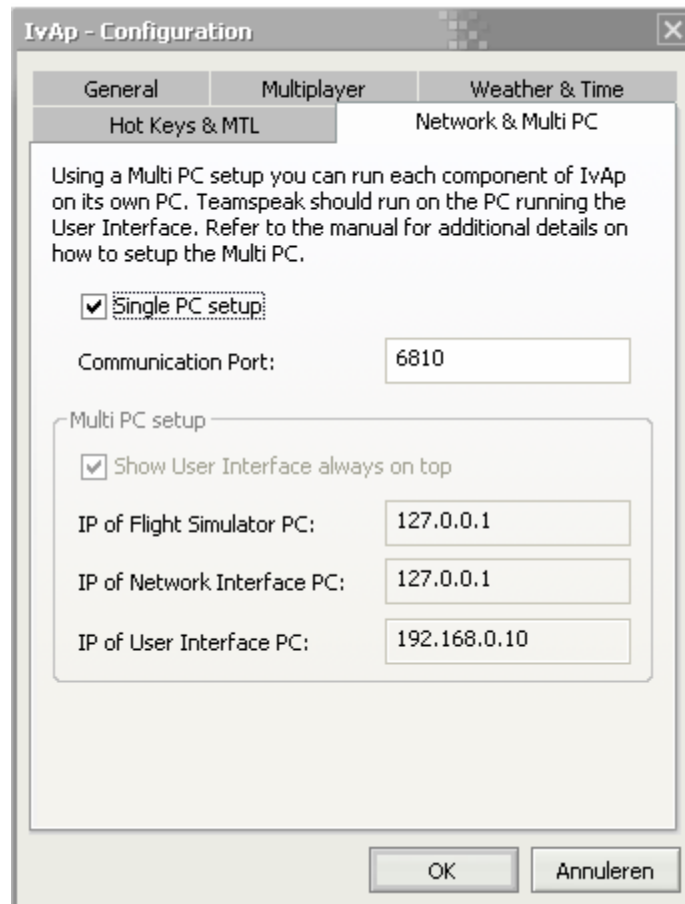 IvAp - Configuration
General Multiplayer Weather & Time
Hot Keys & MTL Network & Multi PC
Using a Multi PC setup you can run each component of IvAp
on its own PC. Teamspeak should run on the PC running the
User Interface. Refer to the manual for additional details on
how to setup the Multi PC.
Single PC setup
Communication Port: 6810
Multi PC setup
Show User Interface always on top
IP of Flight Simulator PC: 127.0.0.1
IP of Network Interface PC: 127.0.0.1
IP of User Interface PC: 192.168.0.10
OK Annuleren